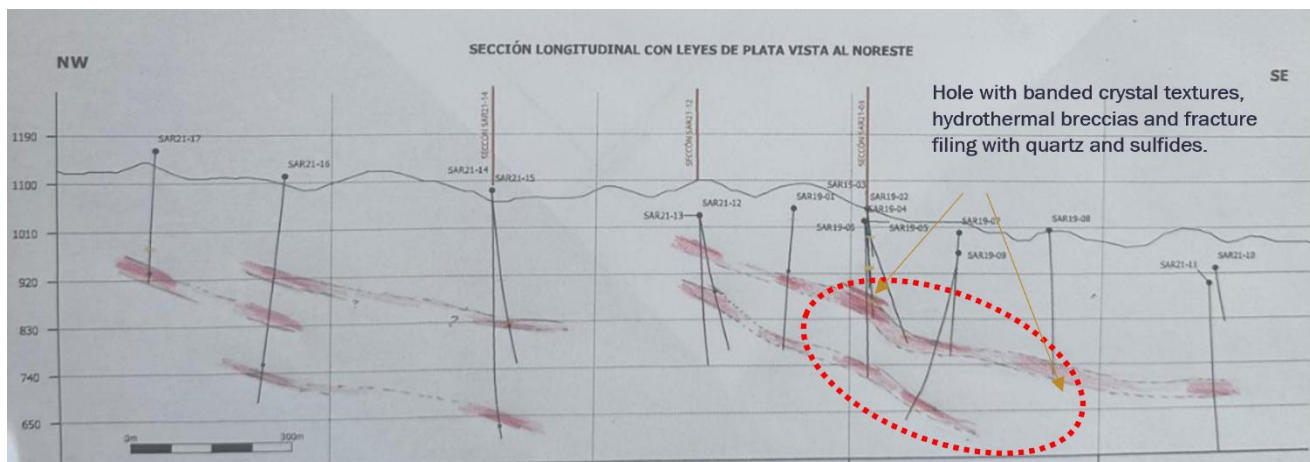 SECCIÓN LONGITUDINAL CON LEYES DE PLATA VISTA AL NORESTE
NW
SE
Hole with banded crystal textures,
hydrothermal breccias and fracture
filing with quartz and sulfides.
SECCIÓN SAR21-14
SECCIÓN SAR21-12
SECCIÓN SAR21-01
1190
1100
1010
920
830
740
650
SAR21-17
SAR21-16
SAR21-14
SAR21-15
SAR21-13
SAR21-12
SAR19-01
SAR19-03
SAR19-02
SAR19-04
SAR19-06
SAR19-05
SAR19-07
SAR19-09
SAR19-08
SAR21-11
SAR21-10
?
?
0m
300m